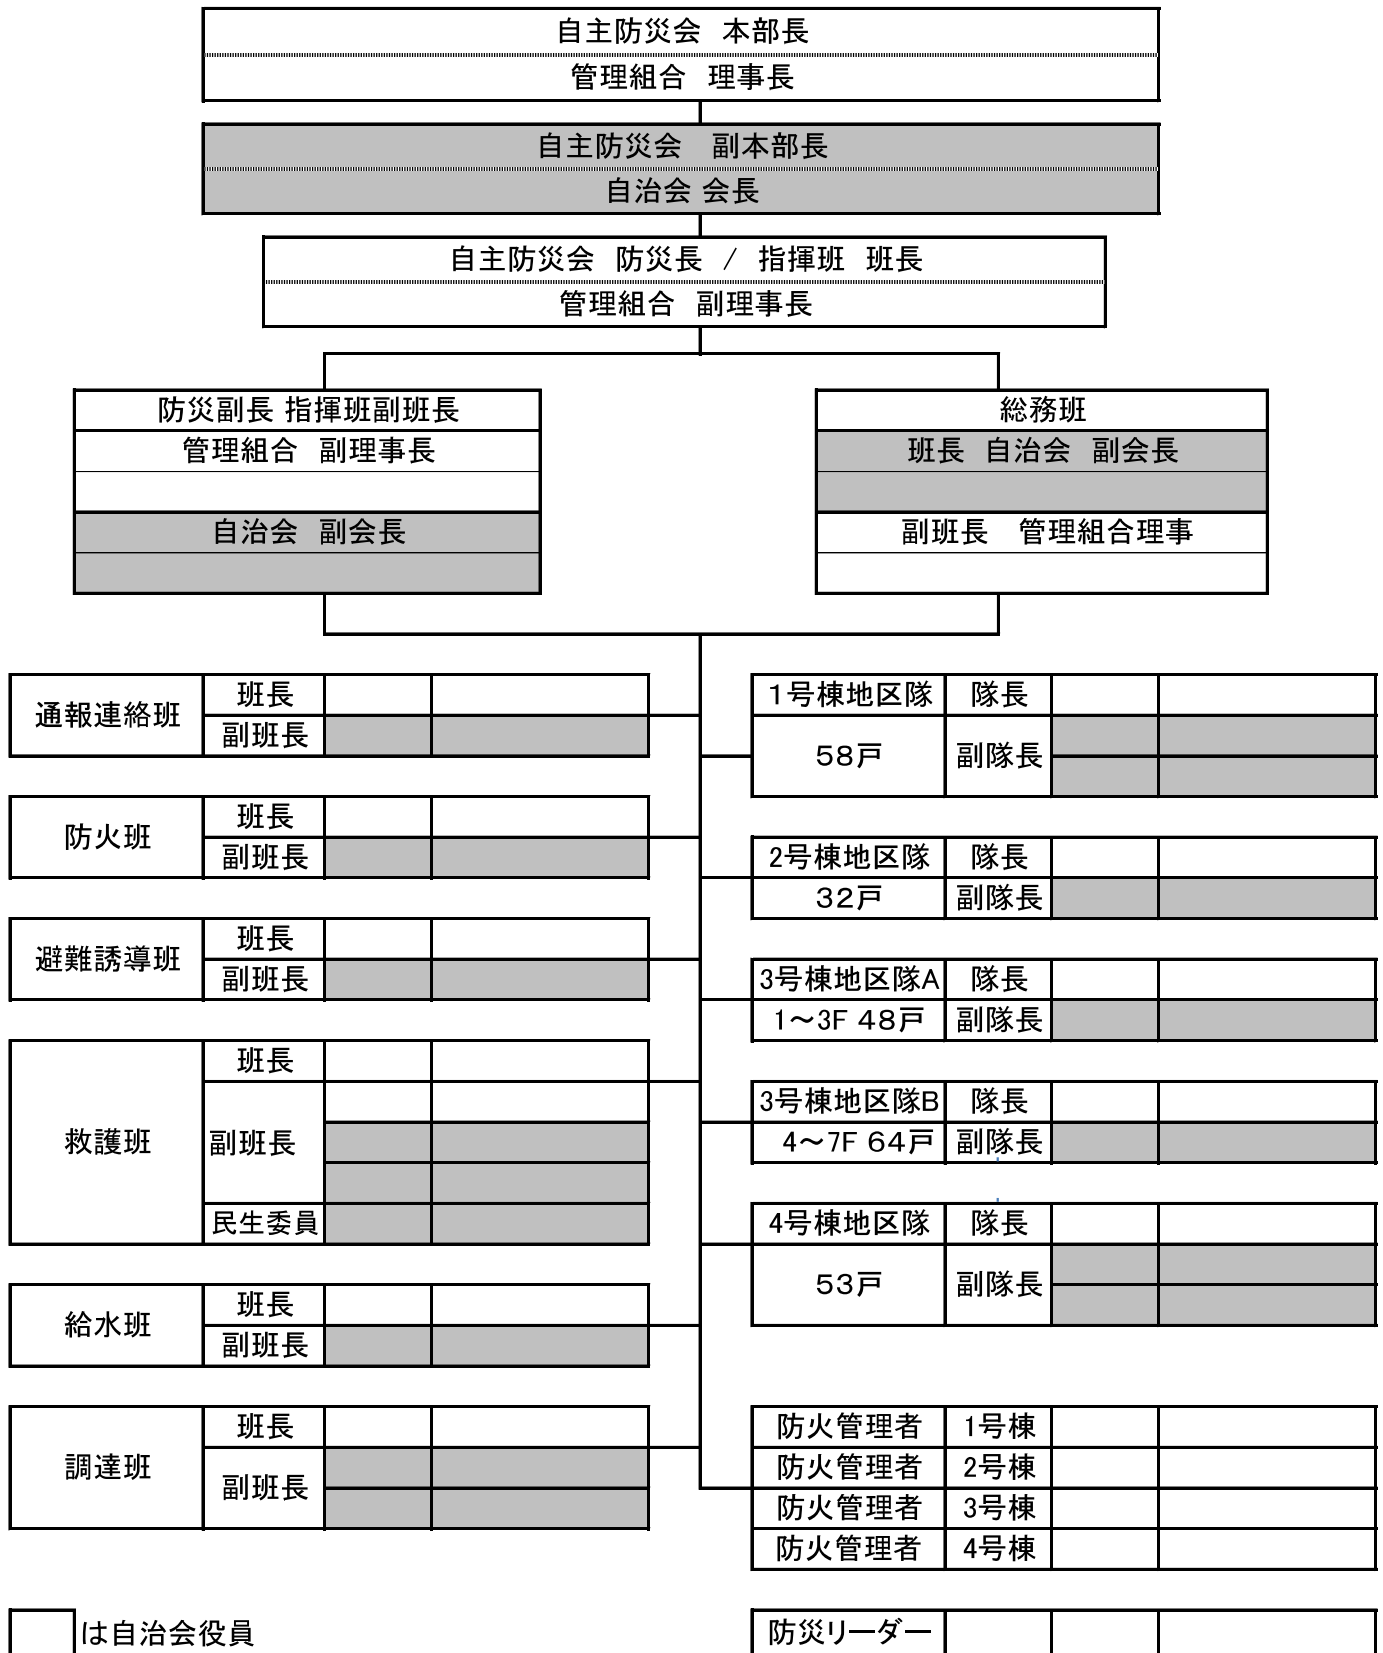 自主防災会 本部長
管理組合 理事長
自主防災会 副本部長
自治会 会長
自主防災会 防災長 / 指揮班 班長
管理組合 副理事長
防災副長 指揮班副班長
管理組合 副理事長
自治会 副会長
総務班
班長 自治会 副会長
副班長 管理組合理事
通報連絡班
班長
副班長
防火班
班長
副班長
避難誘導班
班長
副班長
救護班
班長
副班長
民生委員
給水班
班長
副班長
調達班
班長
副班長
1号棟地区隊 隊長
58戸 副隊長
2号棟地区隊 隊長
32戸 副隊長
3号棟地区隊A 隊長
1～3F 48戸 副隊長
3号棟地区隊B 隊長
4～7F 64戸 副隊長
4号棟地区隊 隊長
53戸 副隊長
防火管理者 1号棟
防火管理者 2号棟
防火管理者 3号棟
防火管理者 4号棟
は自治会役員
防災リーダー